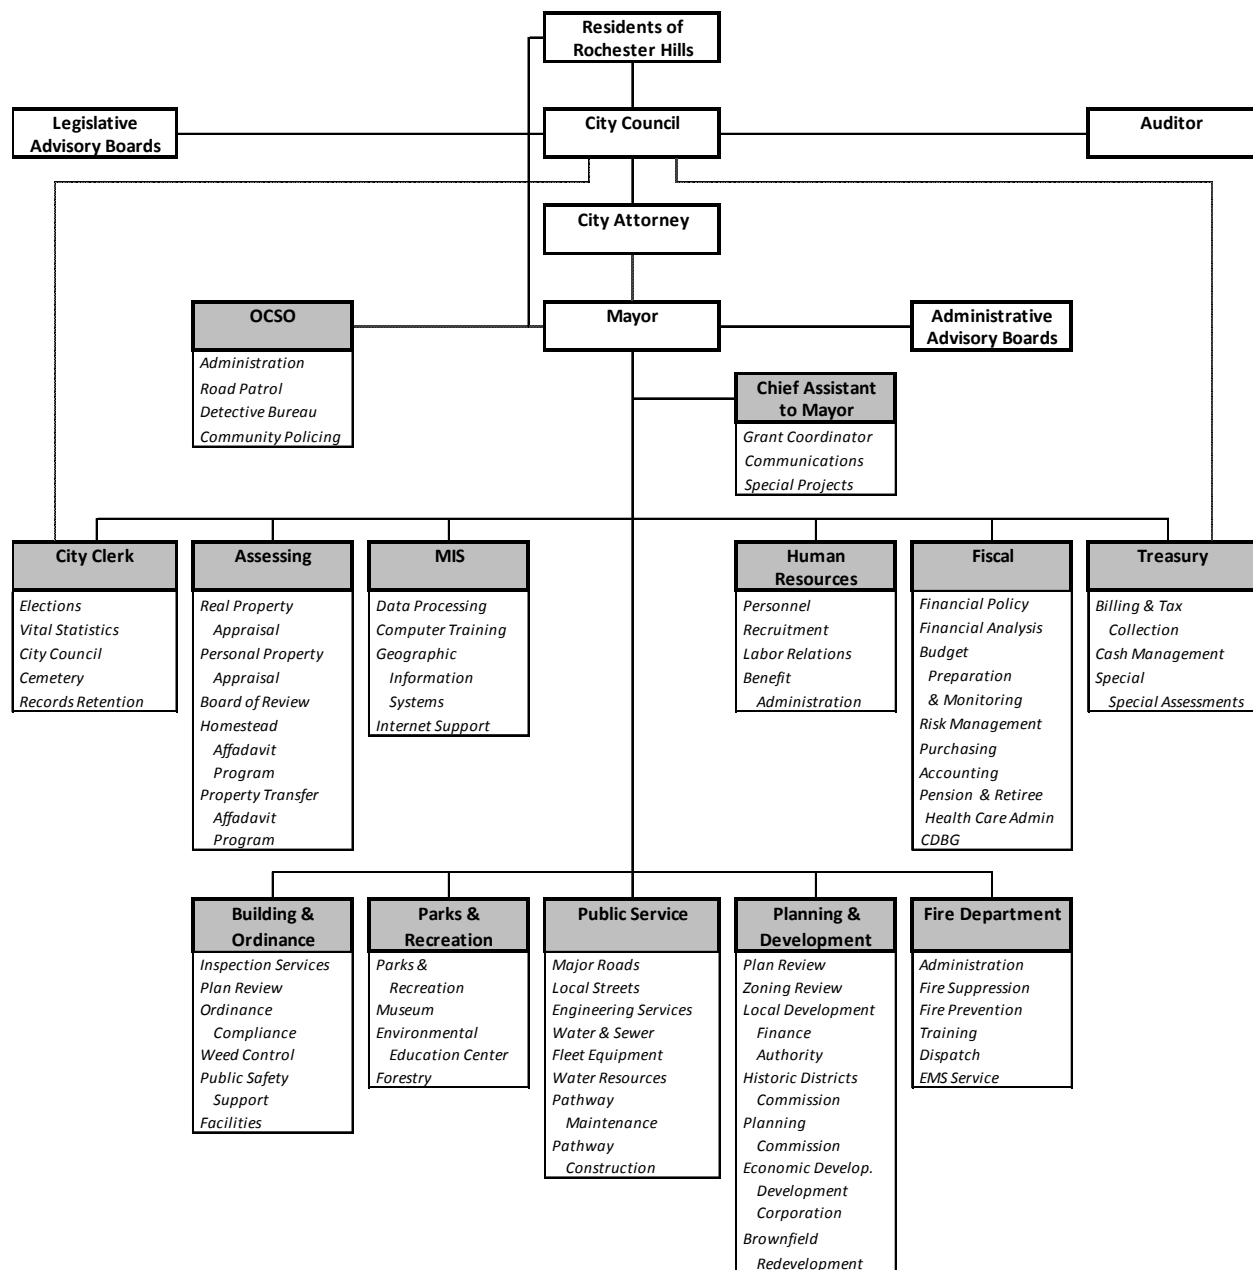 Residents of
Rochester Hills
Legislative
Advisory Boards
City Council
Auditor
City Attorney
OCSO
Administration
Road Patrol
Detective Bureau
Community Policing
Mayor
Administrative
Advisory Boards
Chief Assistant
to Mayor
Grant Coordinator
Communications
Special Projects
City Clerk
Elections
Vital Statistics
City Council
Cemetery
Records Retention
Assessing
Real Property
Appraisal
Personal Property
Appraisal
Board of Review
Homestead
Affadavit
Program
Property Transfer
Affadavit
Program
MIS
Data Processing
Computer Training
Geographic
Information
Systems
Internet Support
Human
Resources
Personnel
Recruitment
Labor Relations
Benefit
Administration
Fiscal
Financial Policy
Financial Analysis
Budget
Preparation
& Monitoring
Risk Management
Purchasing
Accounting
Pension & Retiree
Health Care Admin
CDBG
Treasury
Billing & Tax
Collection
Cash Management
Special
Special Assessments
Building &
Ordinance
Inspection Services
Plan Review
Ordinance
Compliance
Weed Control
Public Safety
Support
Facilities
Parks &
Recreation
Parks &
Recreation
Museum
Environmental
Education Center
Forestry
Public Service
Major Roads
Local Streets
Engineering Services
Water & Sewer
Fleet Equipment
Water Resources
Pathway
Maintenance
Pathway
Construction
Planning &
Development
Plan Review
Zoning Review
Local Development
Finance
Authority
Historic Districts
Commission
Planning
Commission
Economic Develop.
Development
Corporation
Brownfield
Redevelopment
Fire Department
Administration
Fire Suppression
Fire Prevention
Training
Dispatch
EMS Service